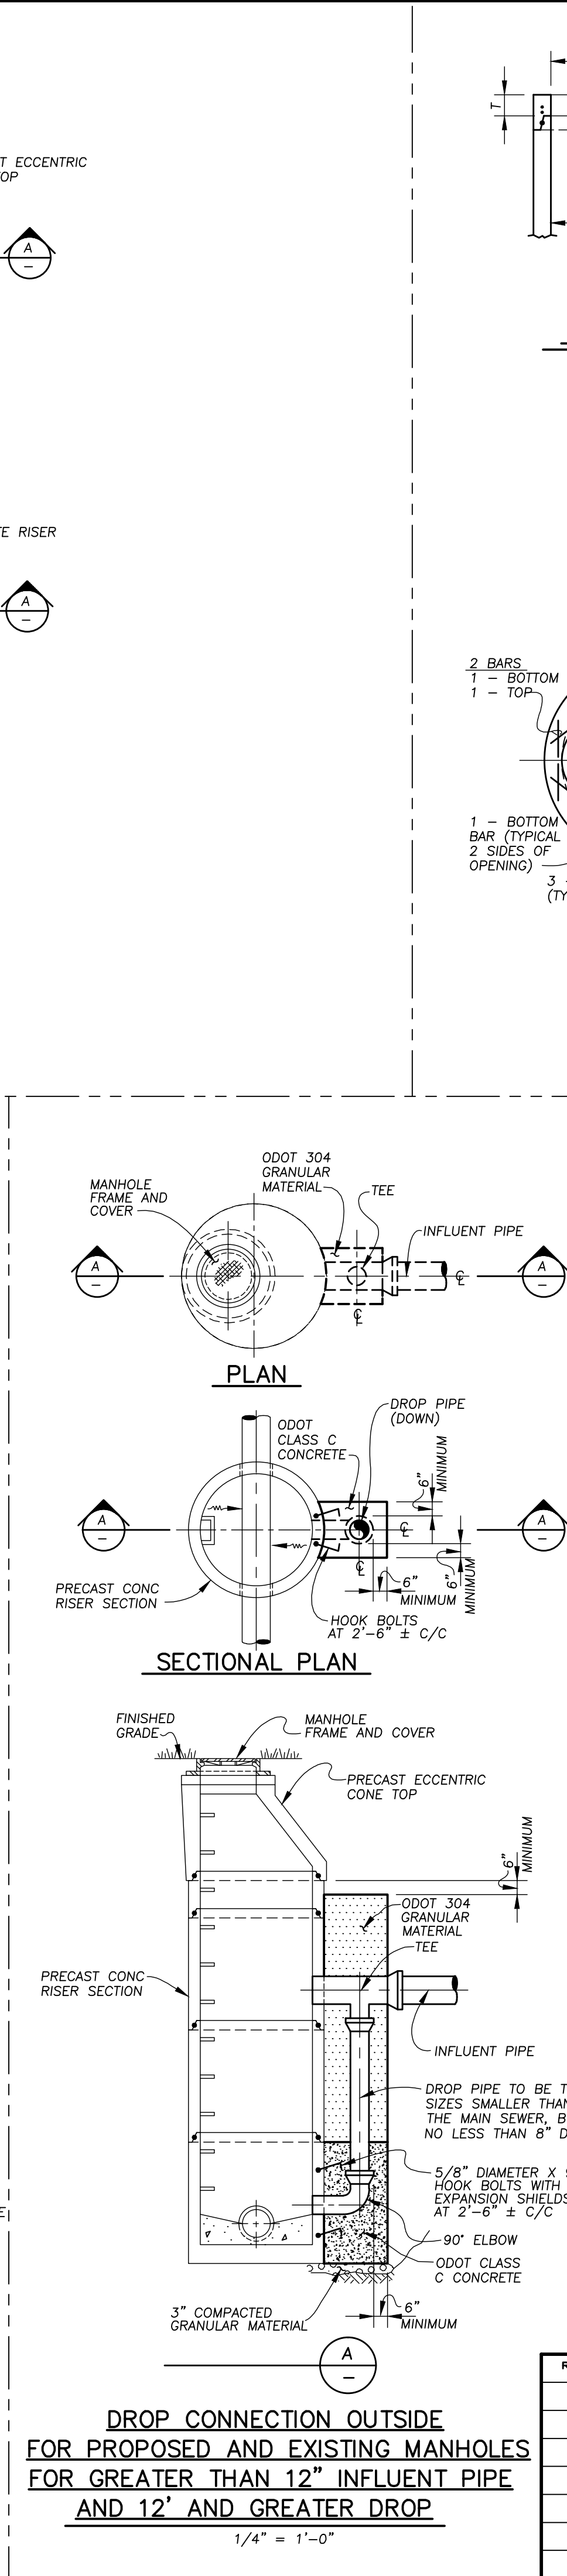 ECCENTRIC
T
A
–
RISER
A
–
2 BARS
1 – BOTTOM
1 – TOP
1 – BOTTOM
BAR (TYPICAL
2 SIDES OF
OPENING)
3
ODOT 304
GRANULAR
MATERIAL
MANHOLE
FRAME AND
COVER
TEE
INFLUENT PIPE
A
–
A
–
℄
℄
PLAN
DROP PIPE
(DOWN)
ODOT
CLASS C
CONCRETE
6"
MINIMUM
A
–
A
–
℄
℄
6"
MINIMUM
6"
MINIMUM
PRECAST CONC
RISER SECTION
HOOK BOLTS
AT 2'-6" ± C/C
SECTIONAL PLAN
FINISHED
GRADE
MANHOLE
FRAME AND COVER
PRECAST ECCENTRIC
CONE TOP
6"
MINIMUM
ODOT 304
GRANULAR
MATERIAL
TEE
PRECAST CONC
RISER SECTION
INFLUENT PIPE
DROP PIPE TO BE
SIZES SMALLER THAN
THE MAIN SEWER,
NO LESS THAN 8"
5/8" DIAMETER X
HOOK BOLTS WITH
EXPANSION SHIELDS
AT 2'-6" ± C/C
90° ELBOW
ODOT CLASS
C CONCRETE
3" COMPACTED
GRANULAR MATERIAL
6"
MINIMUM
A
–
DROP CONNECTION OUTSIDE
FOR PROPOSED AND EXISTING MANHOLES
FOR GREATER THAN 12" INFLUENT PIPE
AND 12' AND GREATER DROP
1/4" = 1'-0"